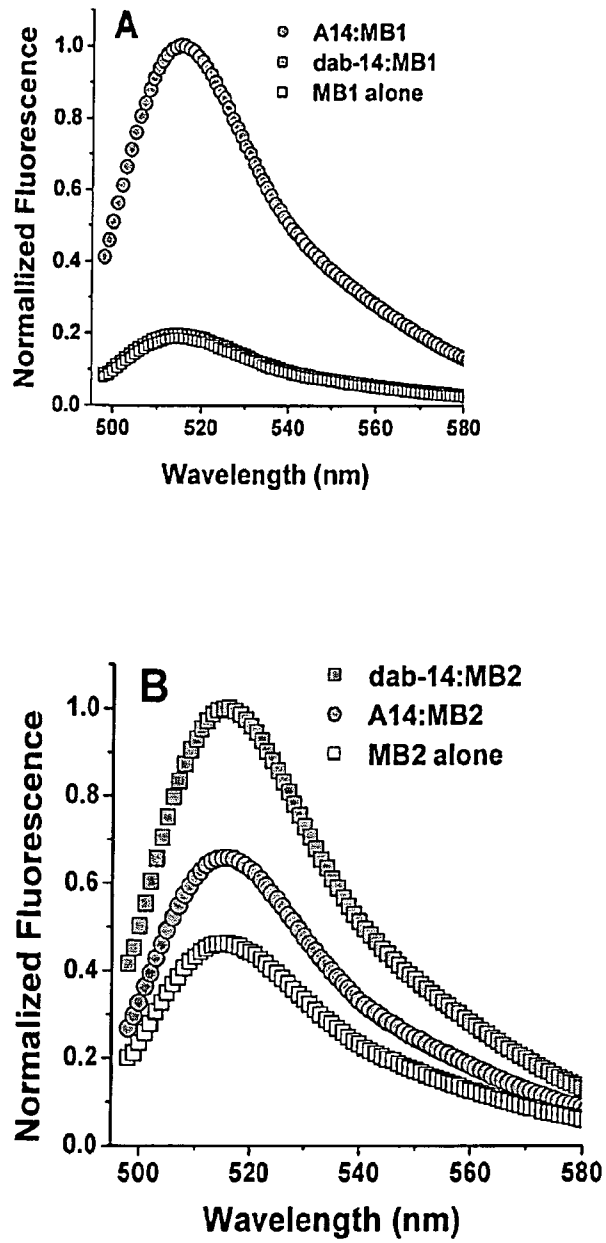 A
A14:MB1
dab-14:MB1
MB1 alone
Normallized Fluorescence
1.0
0.8
0.6
0.4
0.2
0.0
500 520 540 560 580
Wavelength (nm)
B
dab-14:MB2
A14:MB2
MB2 alone
Normalized Fluorescence
1.0
0.8
0.6
0.4
0.2
0.0
500 520 540 560 580
Wavelength (nm)